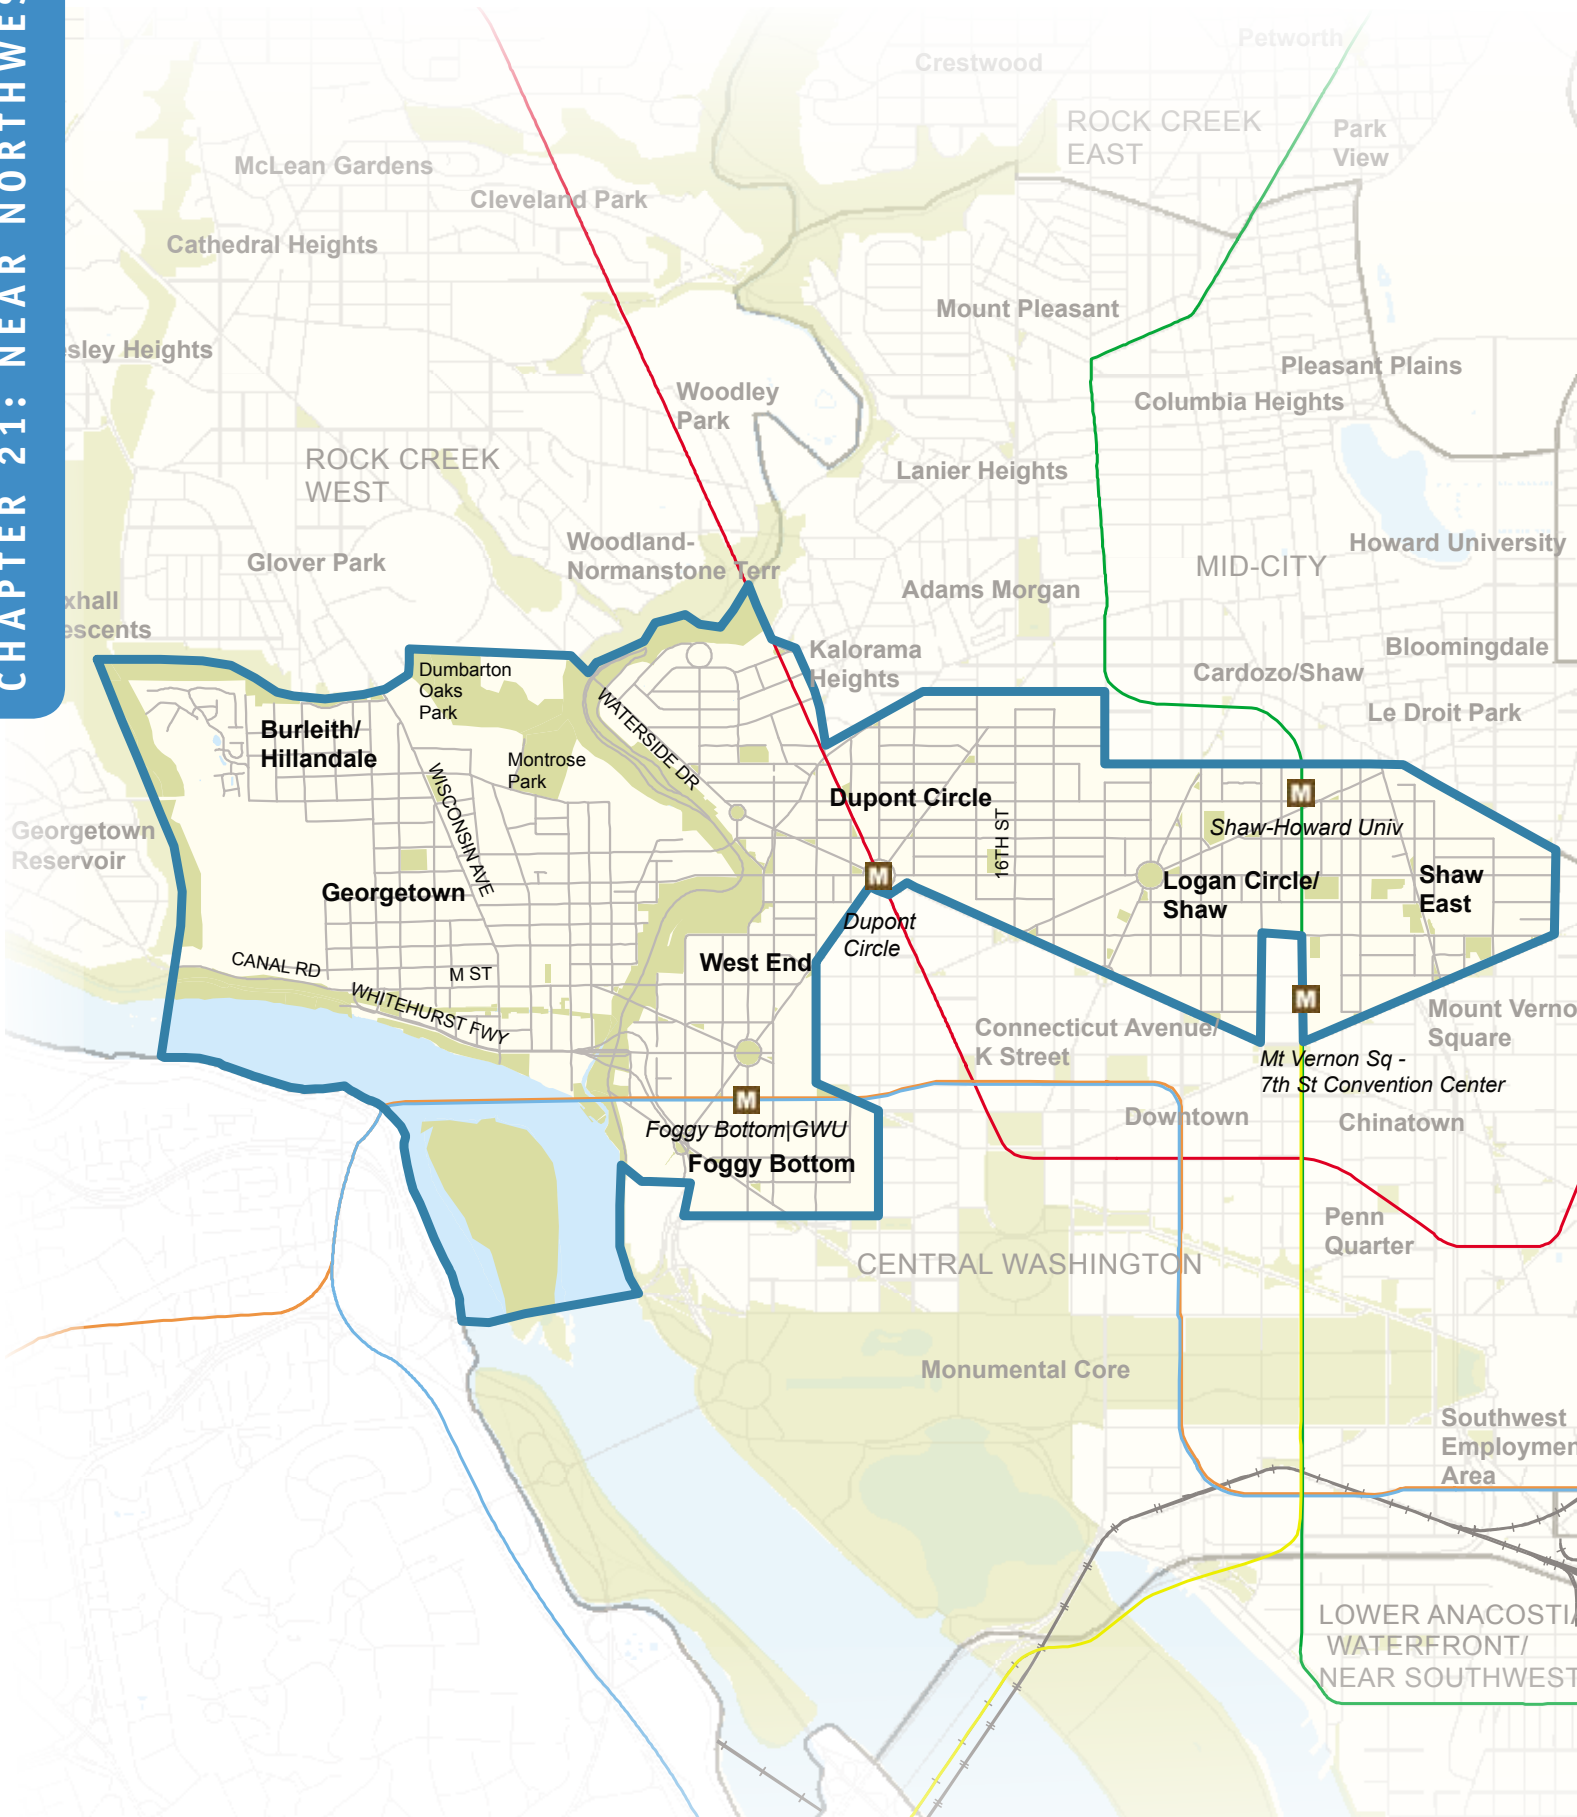 CHAPTER 21: NEAR NORTHWES
Petworth
Crestwood
ROCK CREEK
EAST
Park
View
McLean Gardens
Cleveland Park
Cathedral Heights
Mount Pleasant
sley Heights
Pleasant Plains
Woodley
Park
Columbia Heights
ROCK CREEK
WEST
Lanier Heights
Woodland-
Normanstone Terr
Howard University
Glover Park
MID-CITY
Adams Morgan
xhall
escents
Kalorama
Heights
Bloomingdale
Cardozo/Shaw
Dumbarton
Oaks
Park
WATERSIDE DR
Le Droit Park
Burleith/
Hillandale
Montrose
Park
WISCONSIN AVE
Dupont Circle
M
Shaw-Howard Univ
16TH ST
Georgetown
Reservoir
M
Georgetown
Logan Circle/
Shaw
Shaw
East
Dupont
Circle
West End
CANAL RD
M ST
WHITEHURST FWY
M
Mount Verno
Square
Connecticut Avenue/
K Street
Mt Vernon Sq -
7th St Convention Center
M
Foggy Bottom|GWU
Downtown
Chinatown
Foggy Bottom
Penn
Quarter
CENTRAL WASHINGTON
Monumental Core
Southwest
Employmen
Area
LOWER ANACOSTIA
WATERFRONT/
NEAR SOUTHWEST